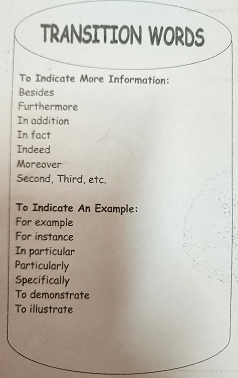 TRANSITION WORDS
To Indicate More Information:
Besides
Furthermore
In addition
In fact
Indeed
Moreover
Second, Third, etc.
To Indicate An Example:
For example
For instance
In particular
Particularly
Specifically
To demonstrate
To illustrate